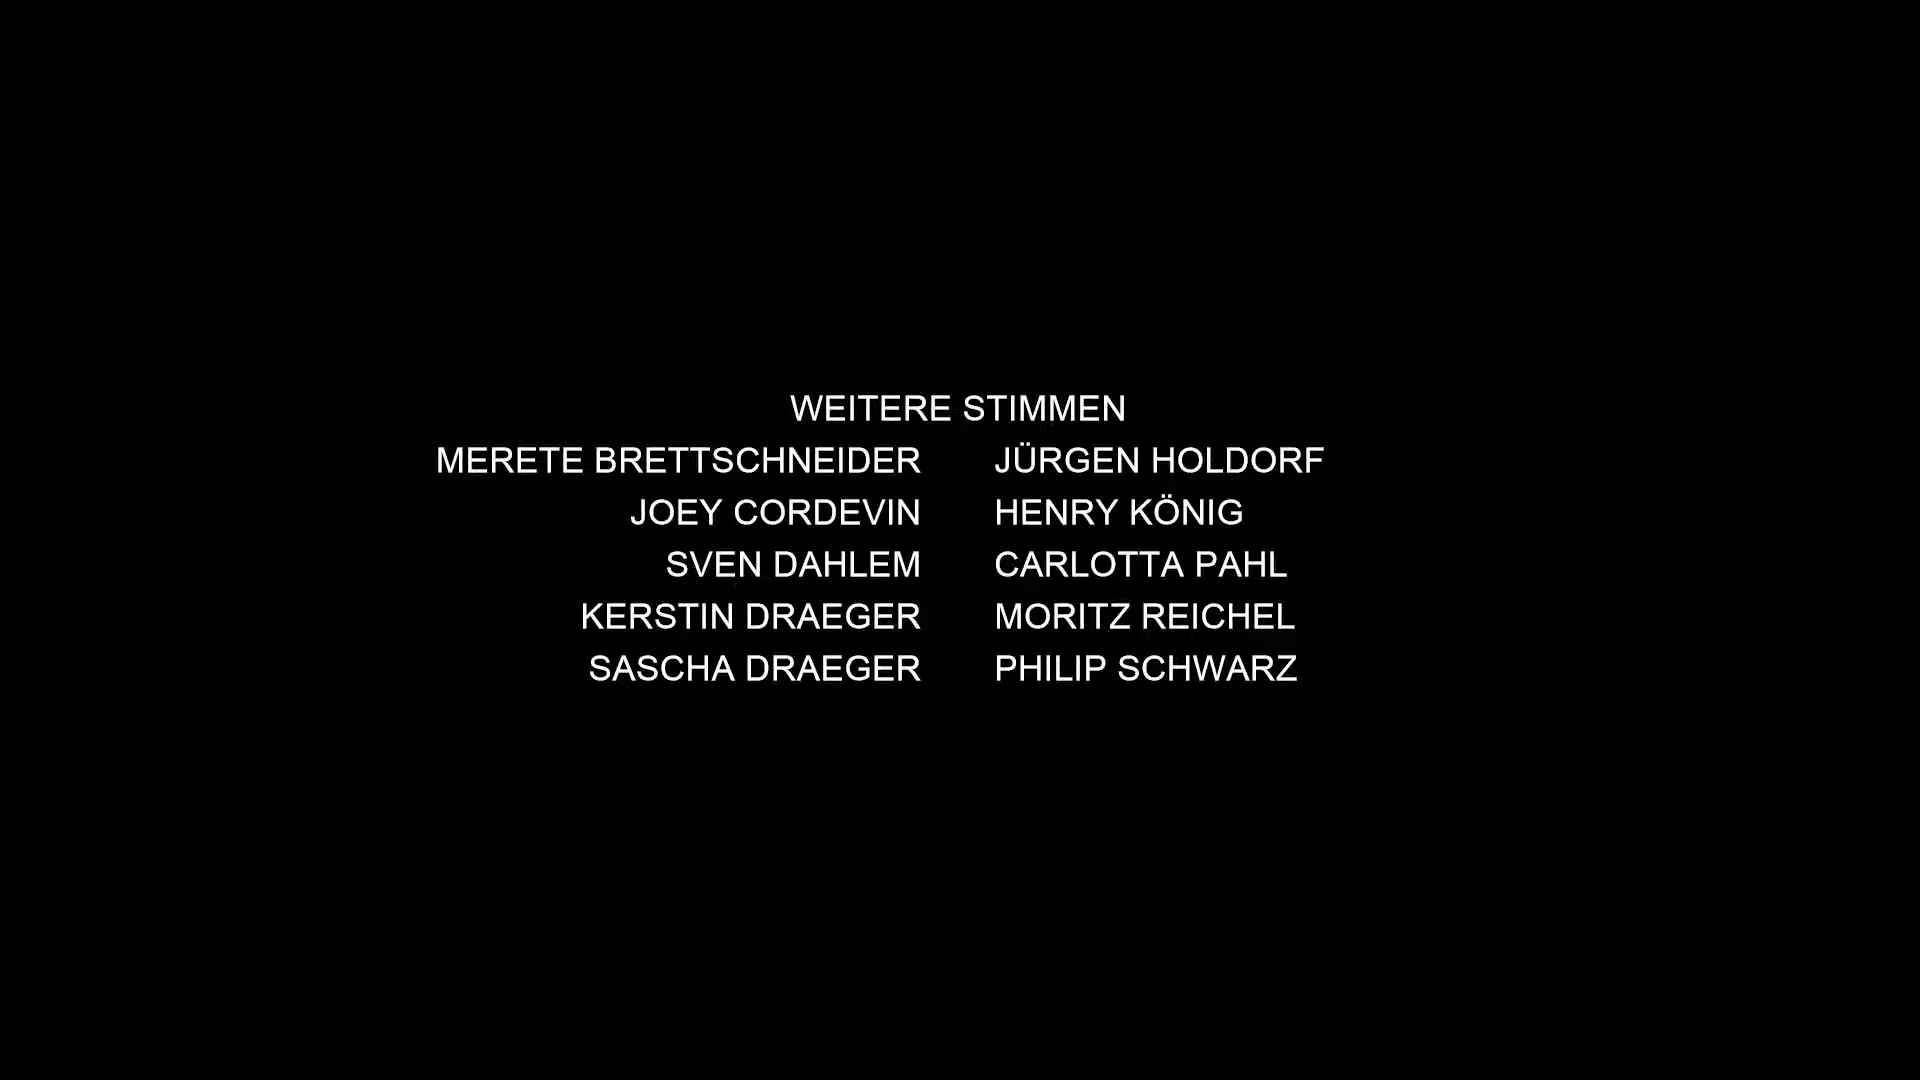 WEITERE STIMMEN
MERETE BRETTSCHNEIDER JÜRGEN HOLDORF
JOEY CORDEVIN HENRY KÖNIG
SVEN DAHLEM CARLOTTA PAHL
KERSTIN DRAEGER MORITZ REICHEL
SASCHA DRAEGER PHILIP SCHWARZ